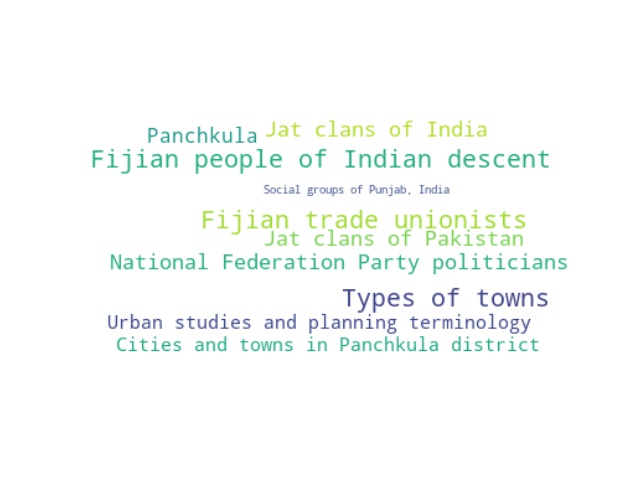 Panchkula
Jat clans of India
Fijian people of Indian descent
Social groups of Punjab, India
Fijian trade unionists
Jat clans of Pakistan
National Federation Party politicians
Types of towns
Urban studies and planning terminology
Cities and towns in Panchkula district